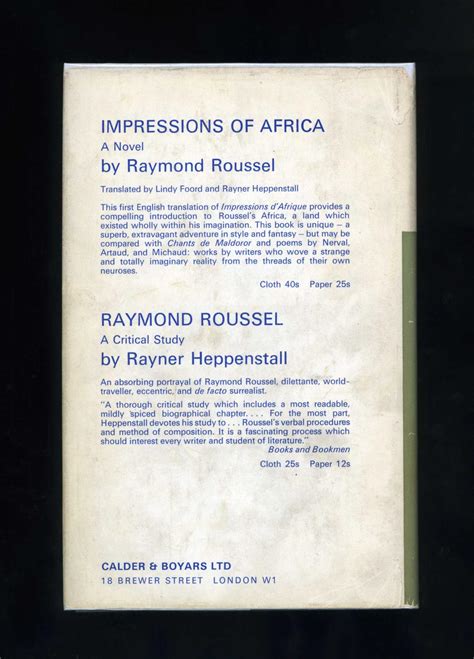 IMPRESSIONS OF AFRICA
A Novel
by Raymond Roussel
Translated by Lindy Foord and Rayner Heppenstall
This first English translation of Impressions d'Afrique provides a
compelling introduction to Roussel's Africa, a land which
existed wholly within his imagination. This book is unique – a
superb, extravagant adventure in style and fantasy – but may be
compared with Chants de Maldoror and poems by Nerval,
Artaud, and Michaud: works by writers who wove a strange
and totally imaginary reality from the threads of their own
neuroses.
Cloth 40s Paper 25s
RAYMOND ROUSSEL
A Critical Study
by Rayner Heppenstall
An absorbing portrayal of Raymond Roussel, dilettante, world-
traveller, eccentric, and de facto surrealist.
"A thorough critical study which includes a most readable,
mildly spiced biographical chapter. . . . For the most part,
Heppenstall devotes his study to . . . Roussel's verbal procedures
and method of composition. It is a fascinating process which
should interest every writer and student of literature."
Books and Bookmen
Cloth 25s Paper 12s
CALDER & BOYARS LTD
18 BREWER STREET LONDON W1